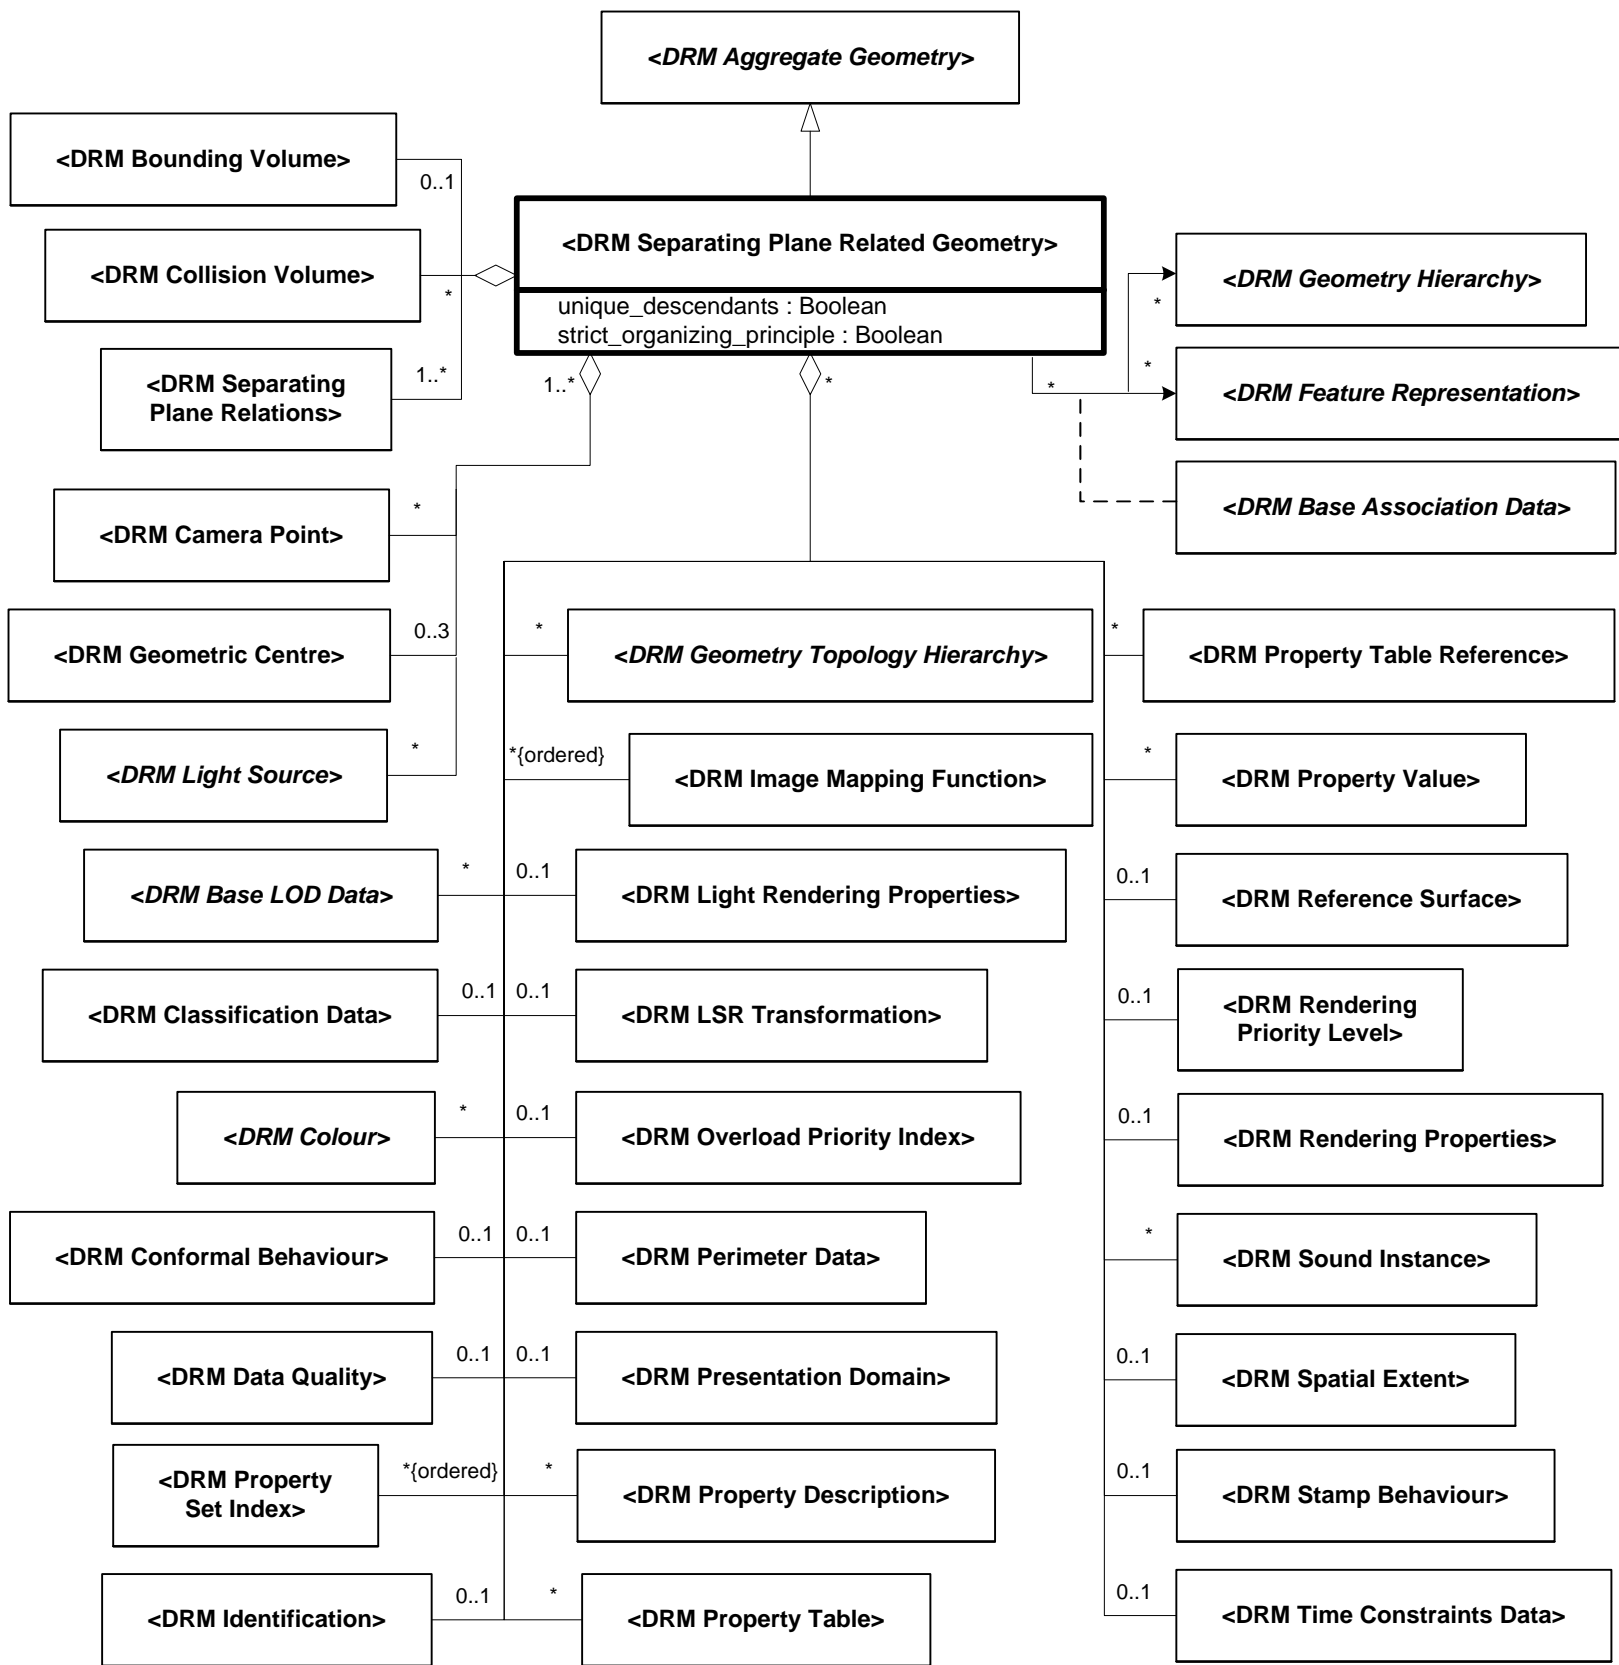 <DRM Aggregate Geometry>
<DRM Bounding Volume>
0..1
<DRM Separating Plane Related Geometry>
unique_descendants : Boolean
strict_organizing_principle : Boolean
<DRM Collision Volume>
*
<DRM Separating
Plane Relations>
1..*
1..*
*
*
<DRM Geometry Hierarchy>
*
*
<DRM Feature Representation>
<DRM Base Association Data>
<DRM Camera Point>
*
<DRM Geometric Centre>
0..3
<DRM Light Source>
*
*
<DRM Geometry Topology Hierarchy>
*
<DRM Property Table Reference>
*{ordered}
<DRM Image Mapping Function>
*
<DRM Property Value>
<DRM Base LOD Data>
*
0..1
<DRM Light Rendering Properties>
0..1
<DRM Reference Surface>
<DRM Classification Data>
0..1
0..1
<DRM LSR Transformation>
0..1
<DRM Rendering
Priority Level>
<DRM Colour>
*
0..1
<DRM Overload Priority Index>
0..1
<DRM Rendering Properties>
<DRM Conformal Behaviour>
0..1
0..1
<DRM Perimeter Data>
*
<DRM Sound Instance>
<DRM Data Quality>
0..1
0..1
<DRM Presentation Domain>
0..1
<DRM Spatial Extent>
<DRM Property
Set Index>
*{ordered}
*
<DRM Property Description>
0..1
<DRM Stamp Behaviour>
<DRM Identification>
0..1
*
<DRM Property Table>
0..1
<DRM Time Constraints Data>